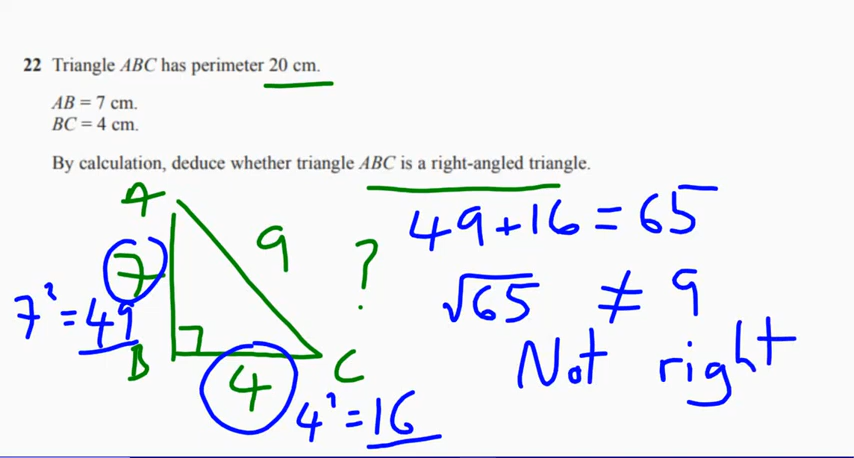 22 Triangle ABC has perimeter 20 cm.
AB = 7 cm.
BC = 4 cm.
By calculation, deduce whether triangle ABC is a right-angled triangle.
A
7
9
?
7² = 49
B
4
C
4² = 16
49 + 16 = 65
√65 ≠ 9
Not right